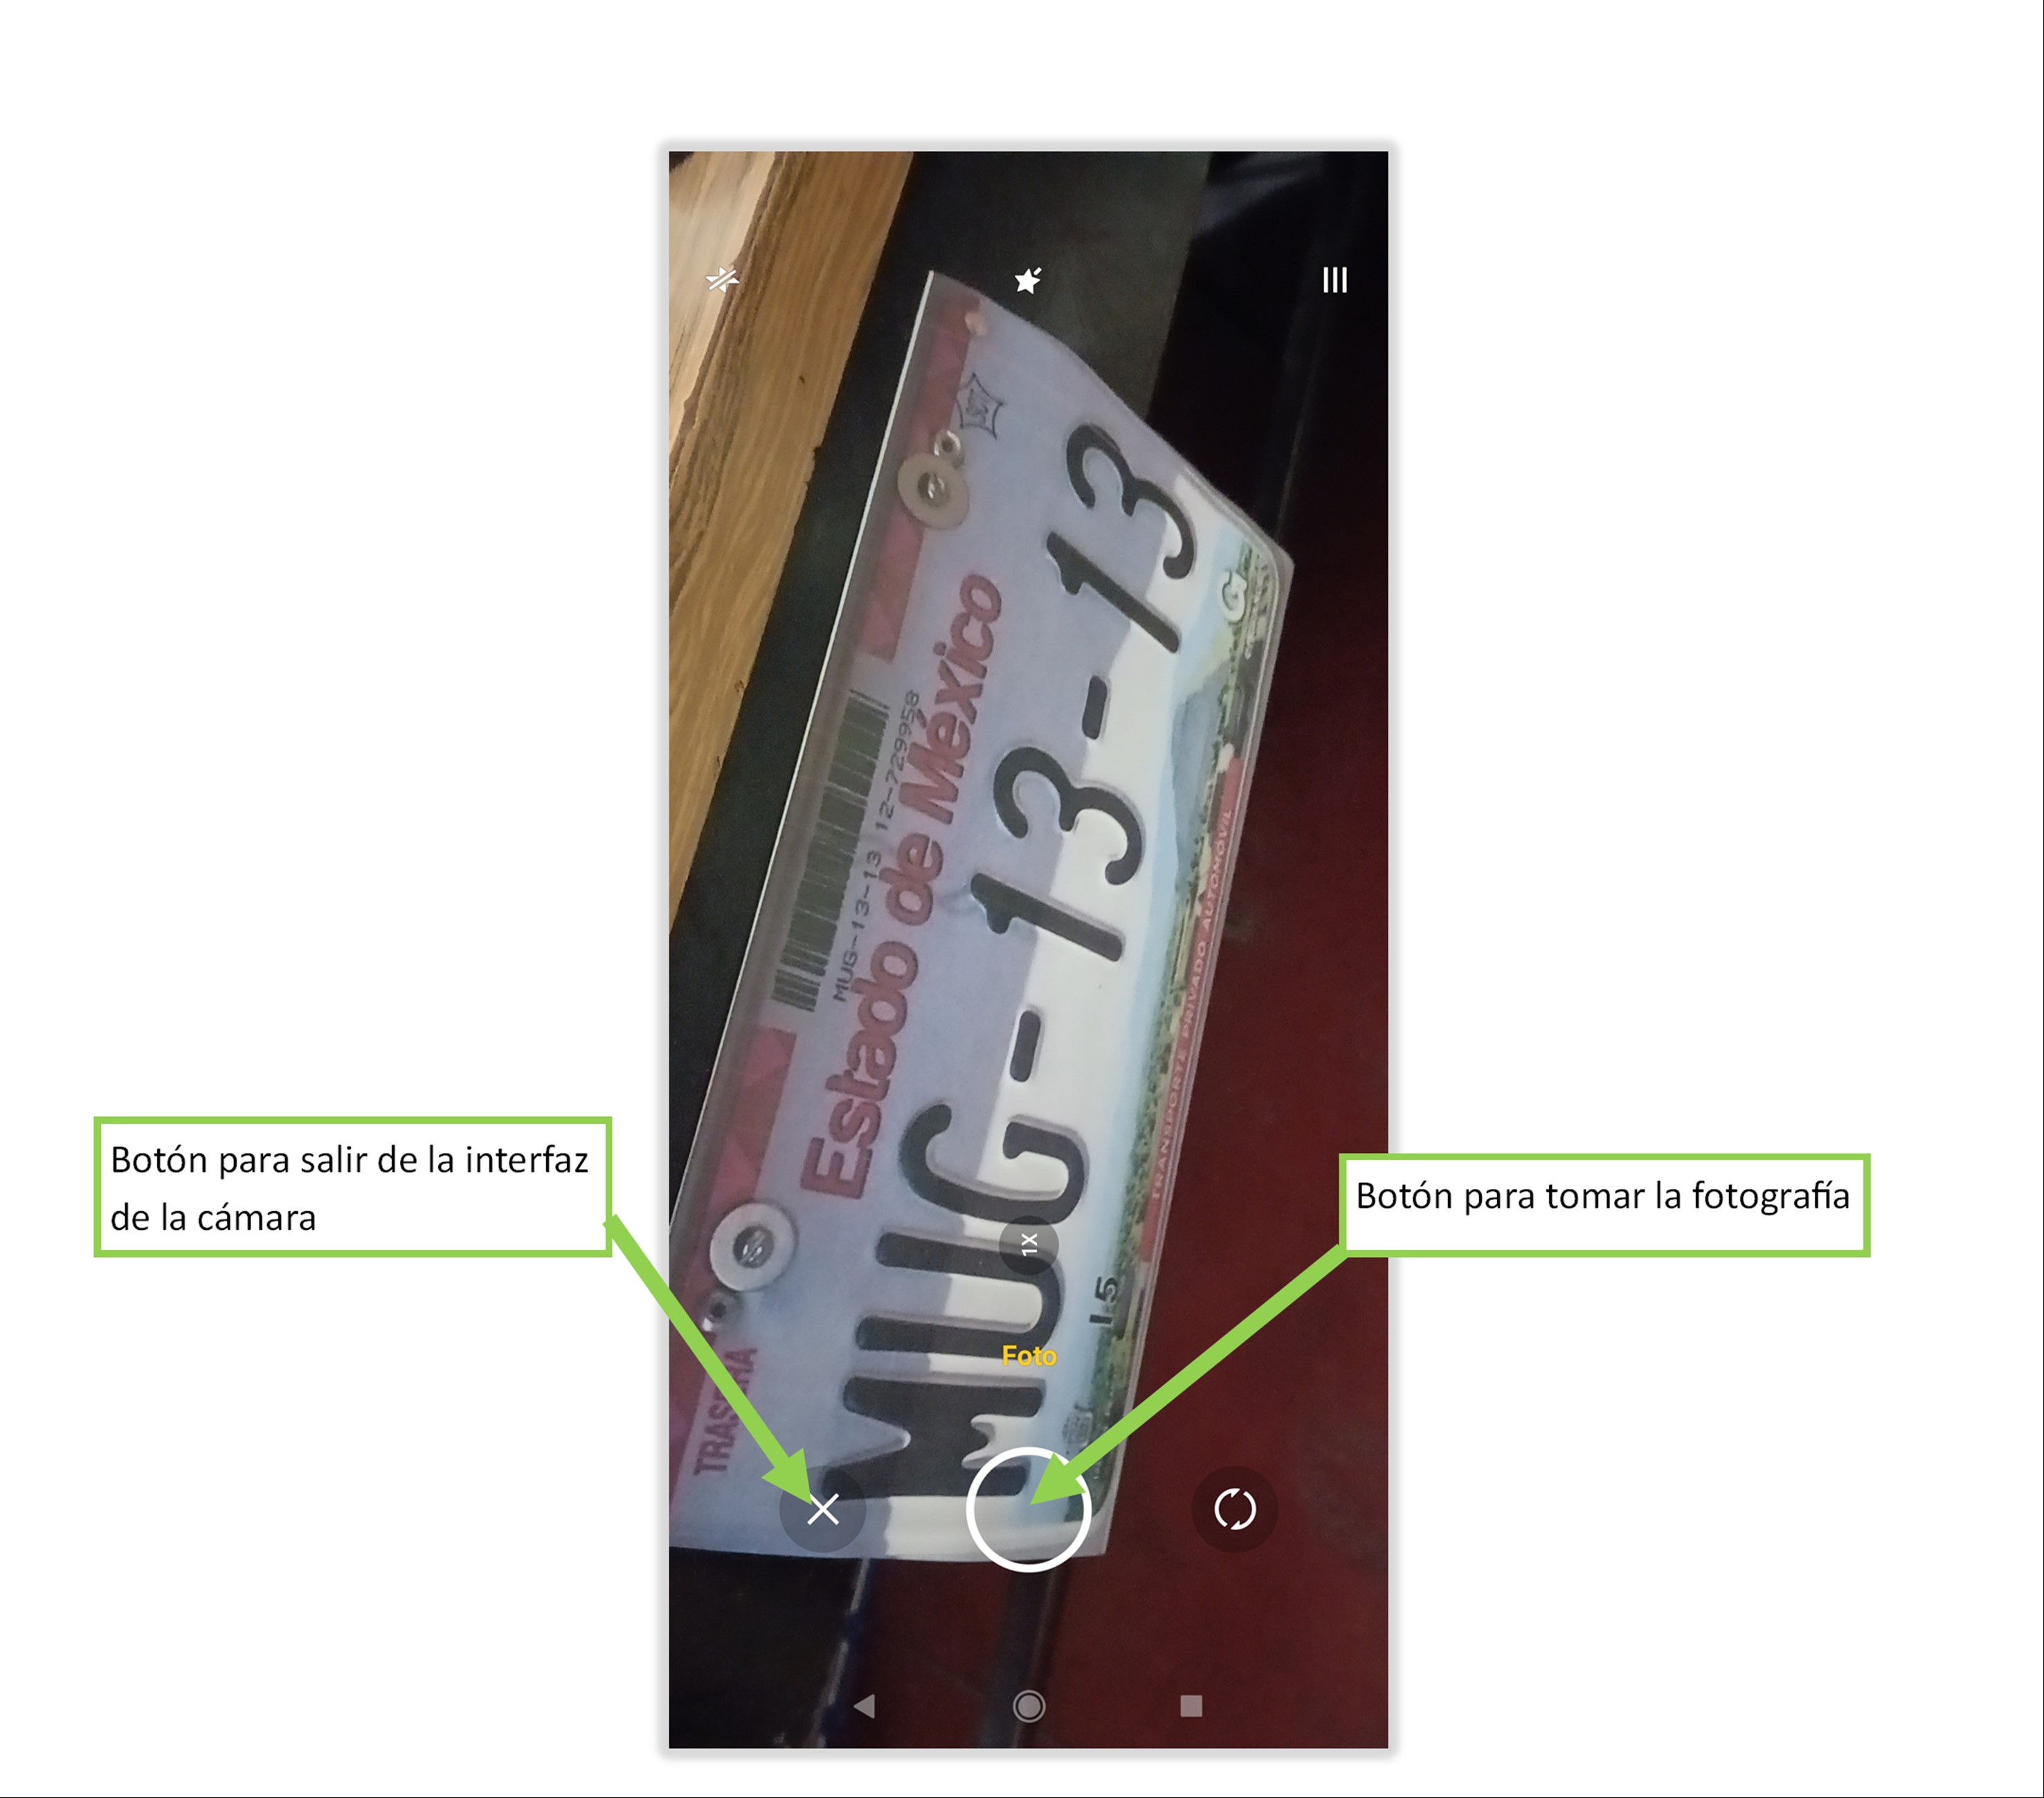 Botón para salir de la interfaz
de la cámara
Botón para tomar la fotografía
MUG-13-13 12-729958
Estado de México
MUG-13-13
TRANSPORTE PRIVADO AUTOMÓVIL
15
1X
Foto